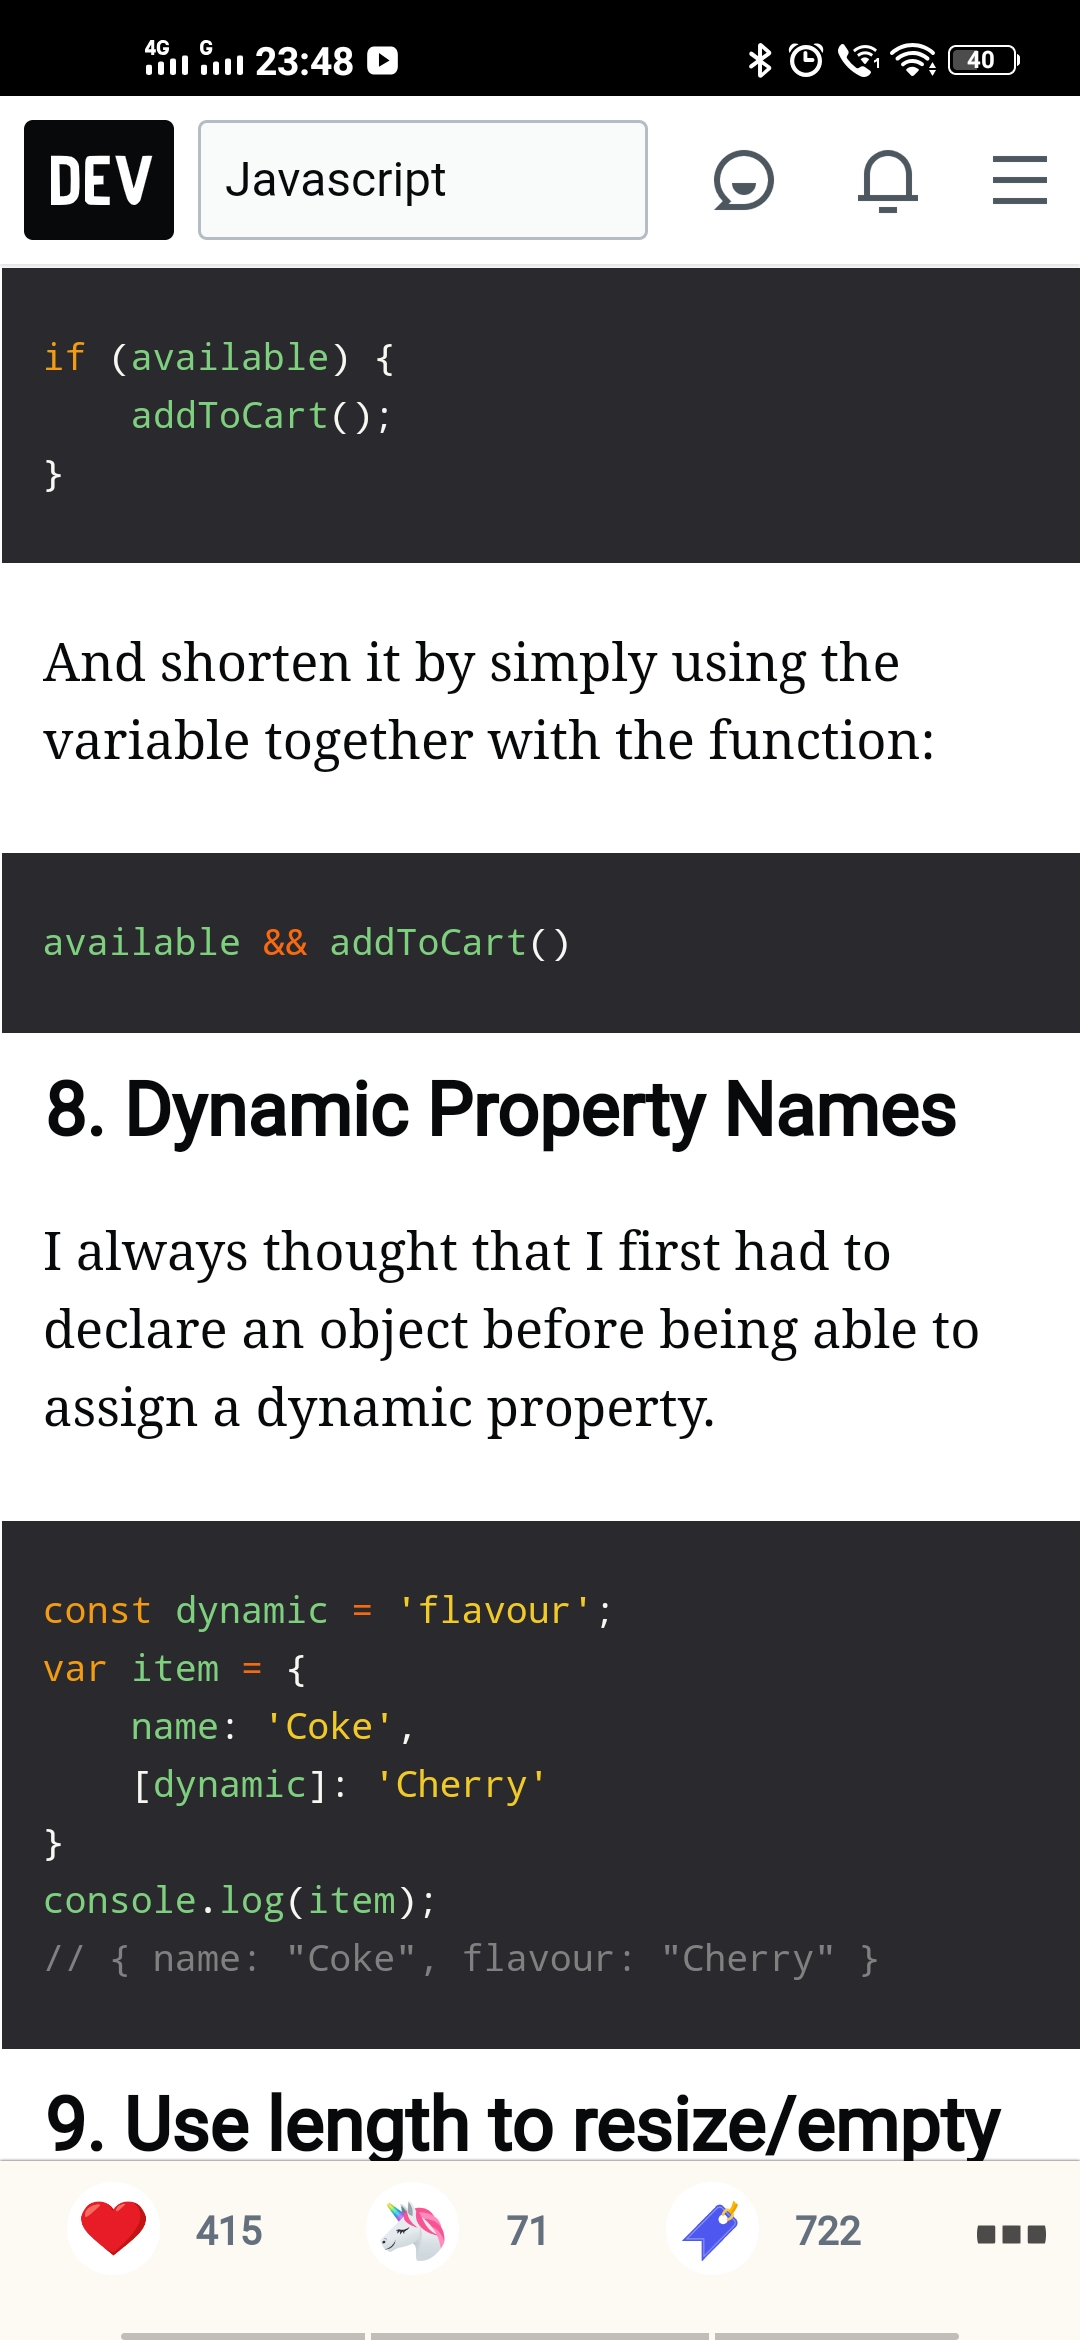 4G G 23:48 40
DEV Javascript
if (available) {
    addToCart();
}
And shorten it by simply using the
variable together with the function:
available && addToCart()
8. Dynamic Property Names
I always thought that I first had to
declare an object before being able to
assign a dynamic property.
const dynamic = 'flavour';
var item = {
    name: 'Coke',
    [dynamic]: 'Cherry'
}
console.log(item);
// { name: "Coke", flavour: "Cherry" }
9. Use length to resize/empty
415 71 722